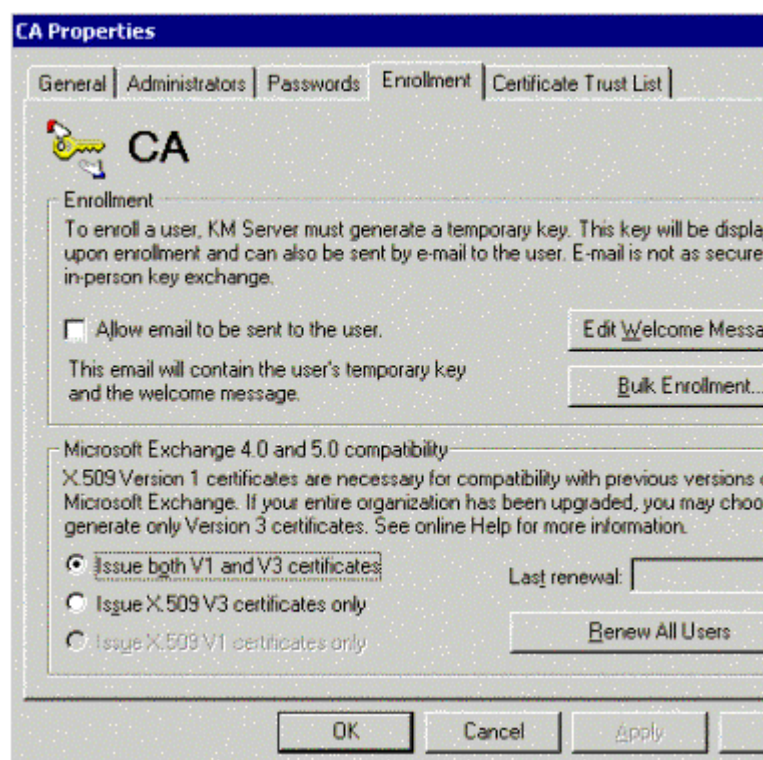 CA Properties
General Administrators Passwords Enrollment Certificate Trust List
CA
Enrollment
To enroll a user, KM Server must generate a temporary key. This key will be displa
upon enrollment and can also be sent by e-mail to the user. E-mail is not as secure
in-person key exchange.
Allow email to be sent to the user.
Edit Welcome Messa
This email will contain the user's temporary key
and the welcome message.
Bulk Enrollment...
Microsoft Exchange 4.0 and 5.0 compatibility
X.509 Version 1 certificates are necessary for compatibility with previous versions
Microsoft Exchange. If your entire organization has been upgraded, you may choo
generate only Version 3 certificates. See online Help for more information.
Issue both V1 and V3 certificates
Last renewal:
Issue X.509 V3 certificates only
Renew All Users
Issue X.509 V1 certificates only
OK Cancel Apply